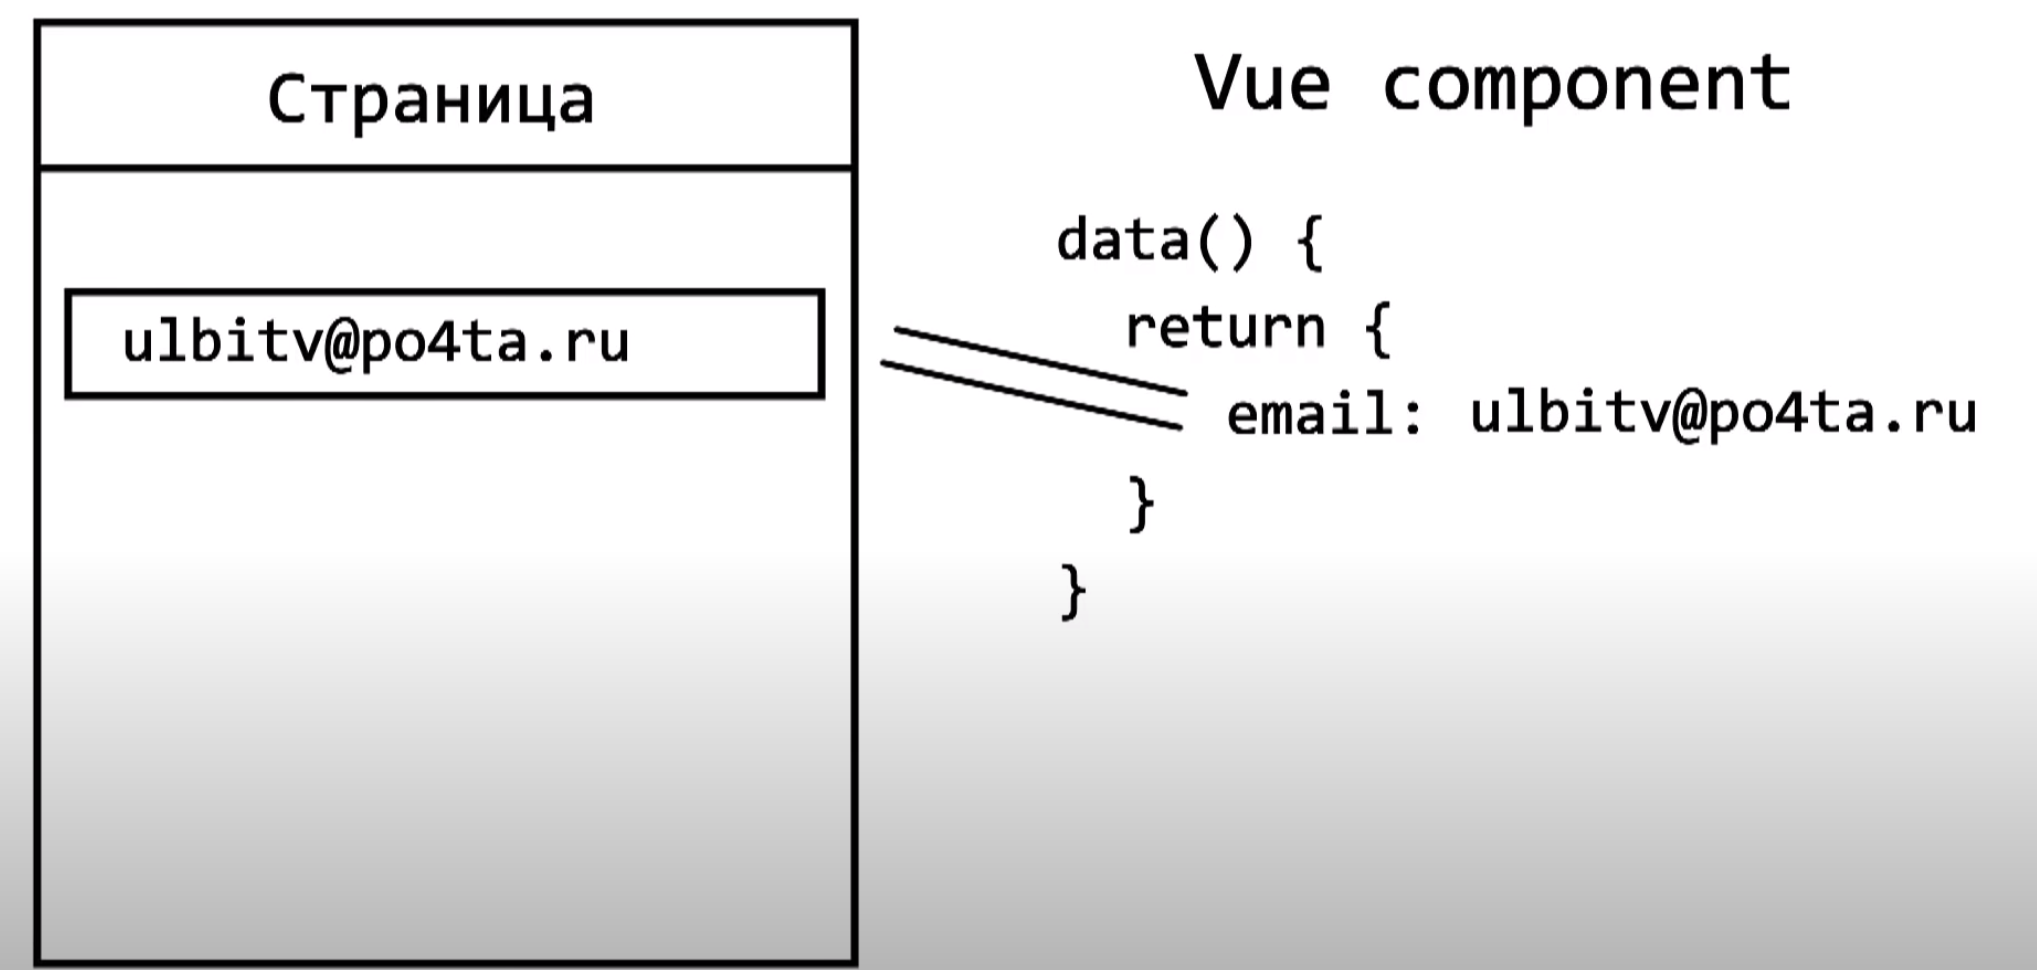 Страница
ulbitv@po4ta.ru
Vue component
data() {
return {
email: ulbitv@po4ta.ru
}
}